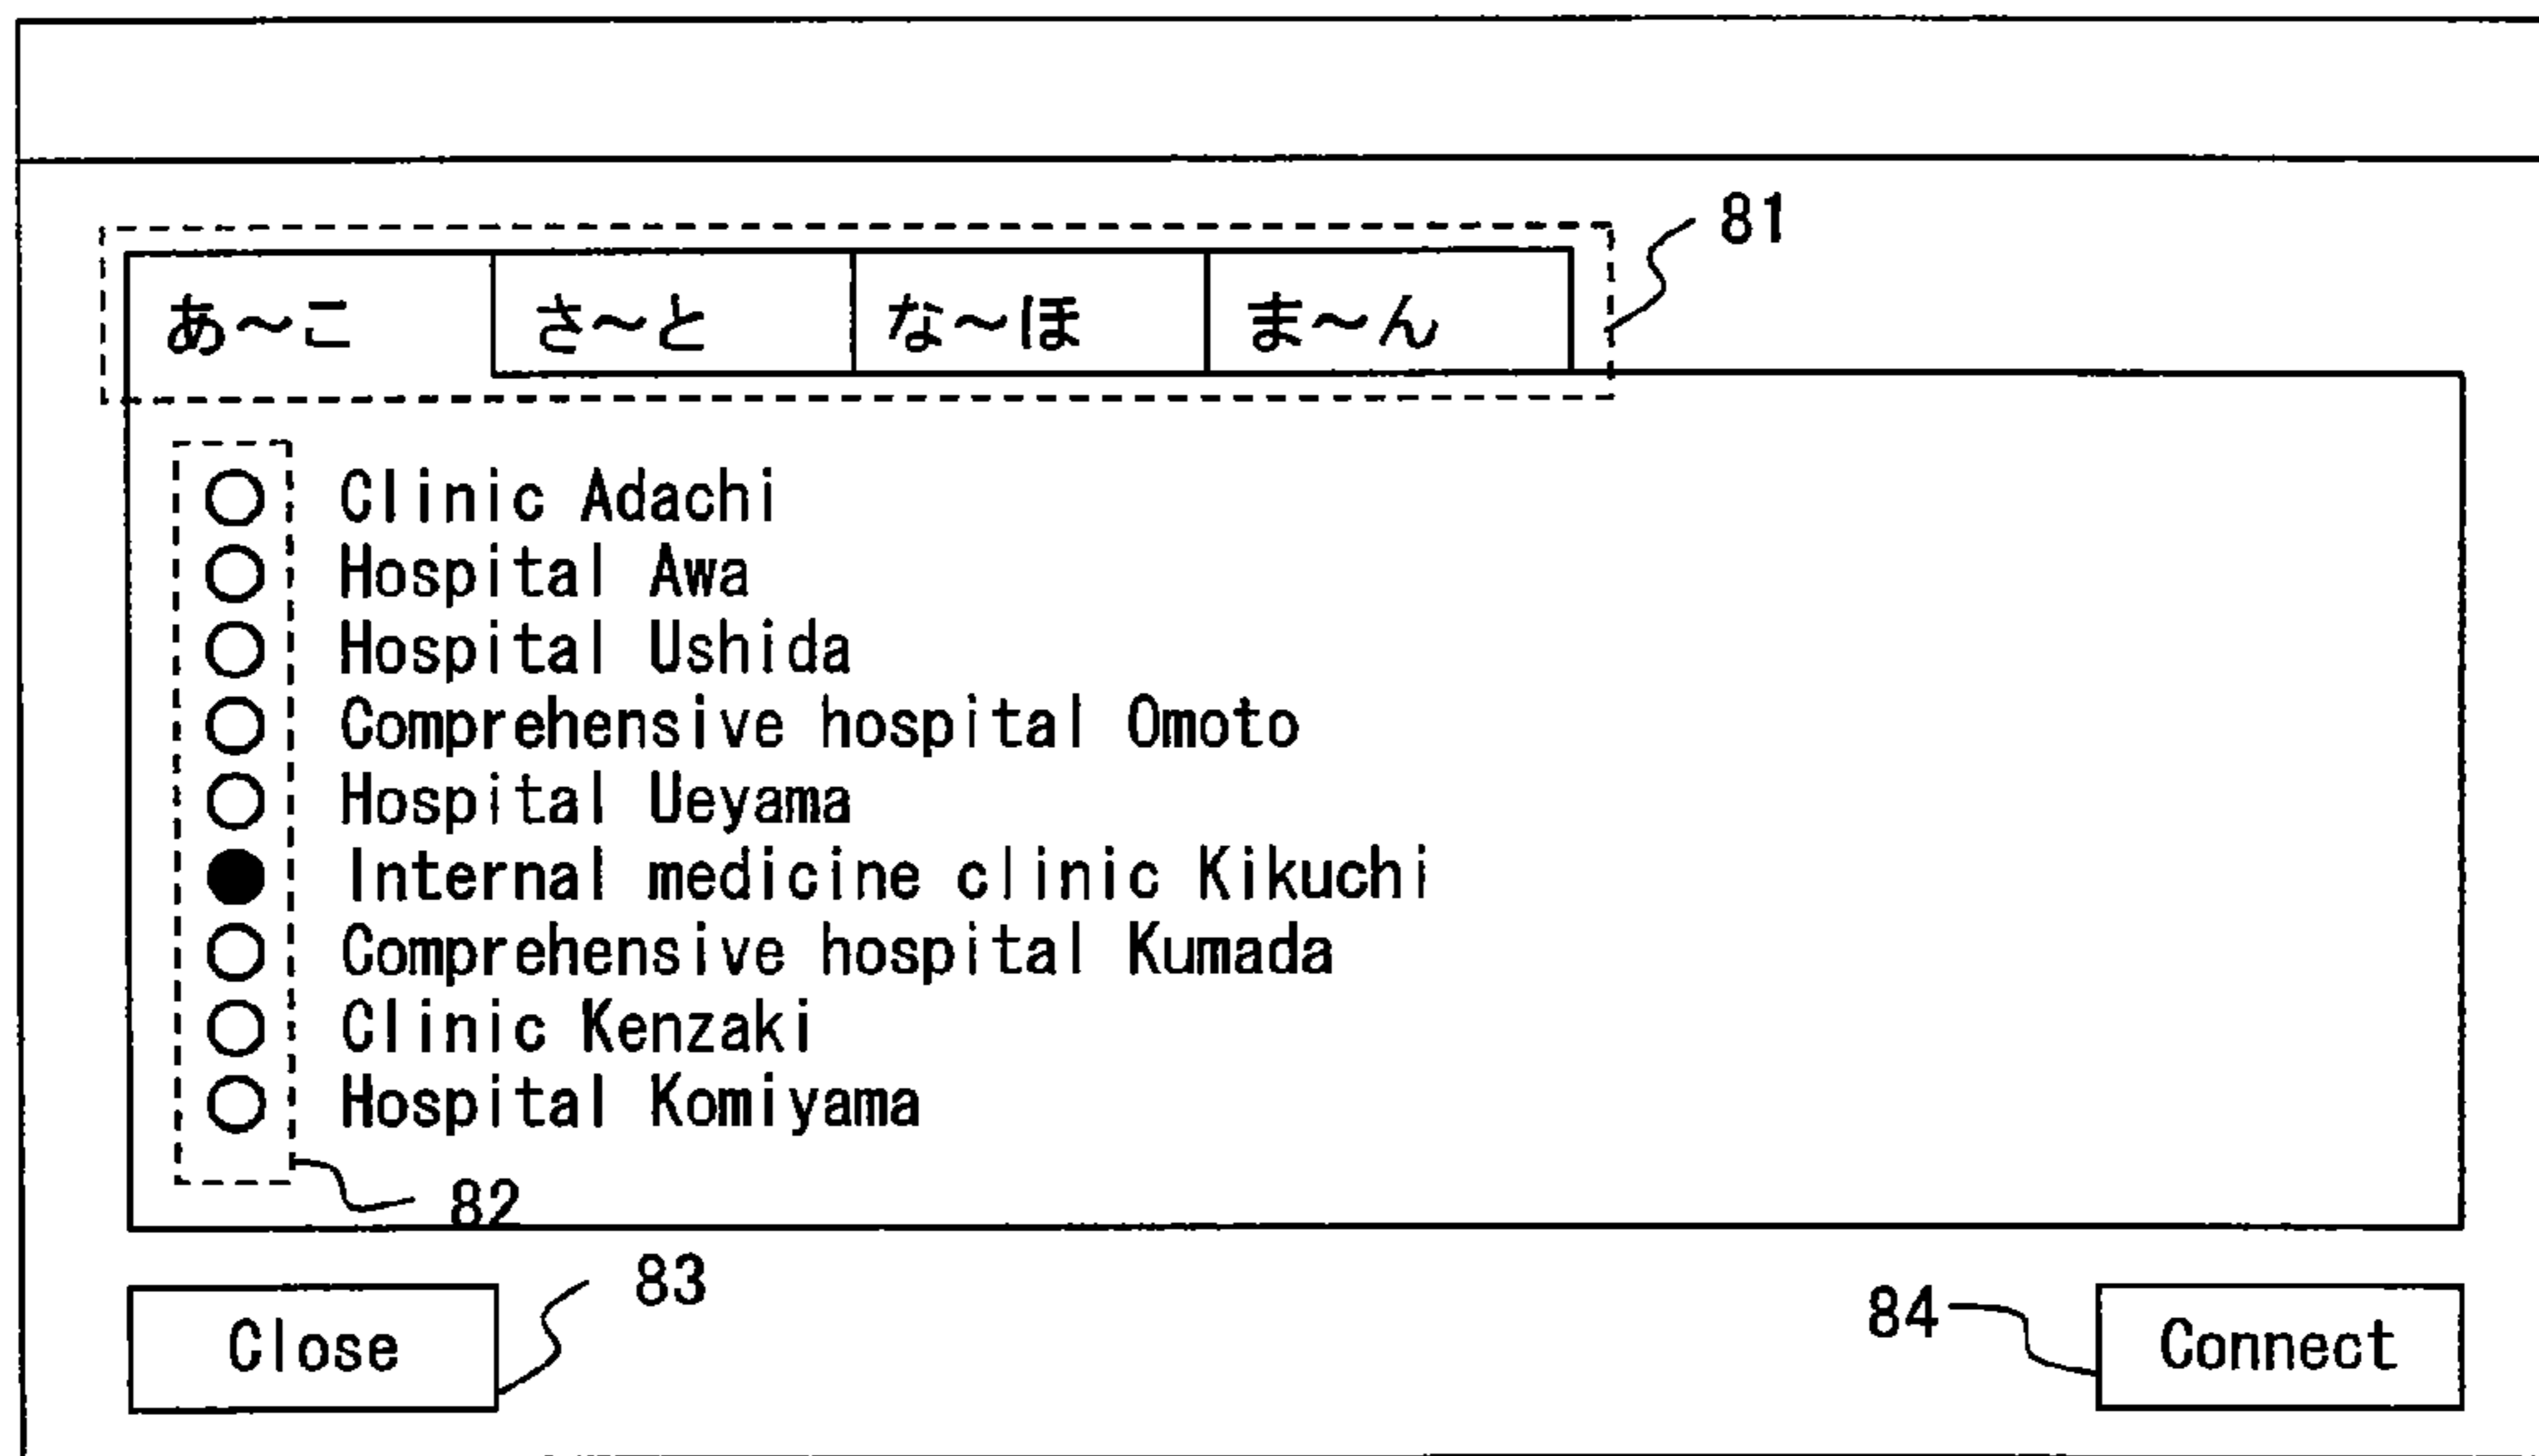 81
あ～こ さ～と な～ほ ま～ん
Clinic Adachi
Hospital Awa
Hospital Ushida
Comprehensive hospital Omoto
Hospital Ueyama
Internal medicine clinic Kikuchi
Comprehensive hospital Kumada
Clinic Kenzaki
Hospital Komiyama
82
83
84
Close Connect